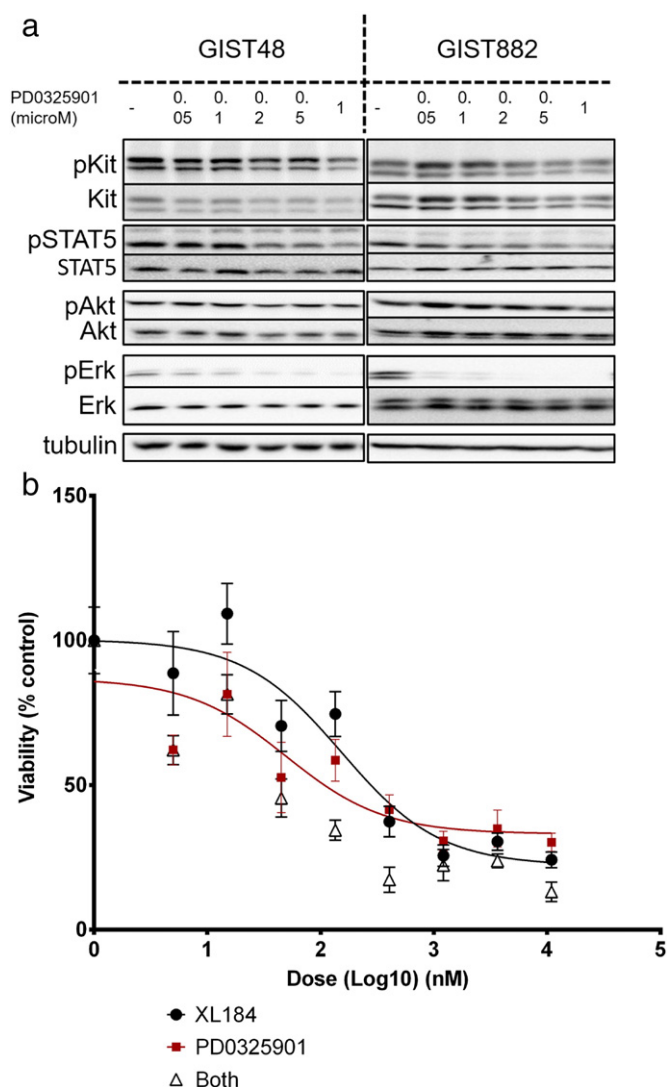 a
GIST48 GIST882
PD0325901 (microM) - 0.05 0.1 0.2 0.5 1 - 0.05 0.1 0.2 0.5 1
pKit
Kit
pSTAT5
STAT5
pAkt
Akt
pErk
Erk
tubulin
b
150
100
50
0
Viability (% control)
0 1 2 3 4 5
Dose (Log10) (nM)
XL184
PD0325901
Both